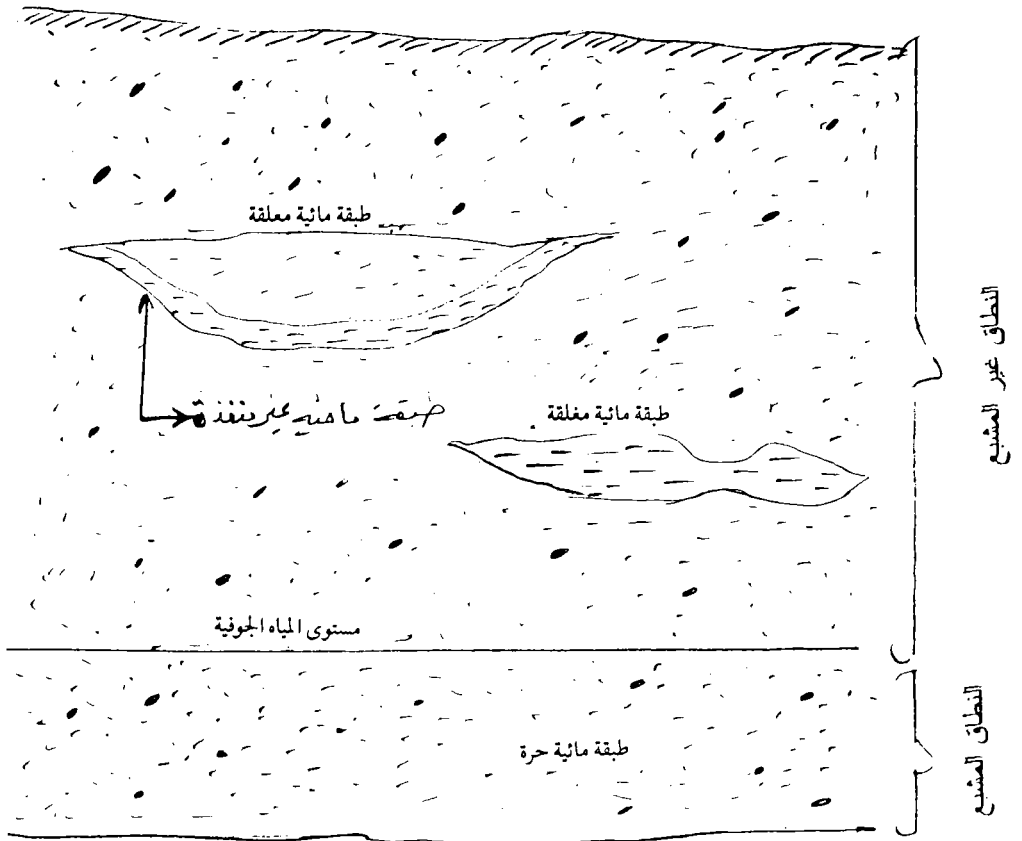 طبقة مائية معلقة
النطاق غير المشبع
طبقة مائية غير منفذة
طبقة مائية مغلقة
مستوى المياه الجوفية
طبقة مائية حرة
النطاق المشبع